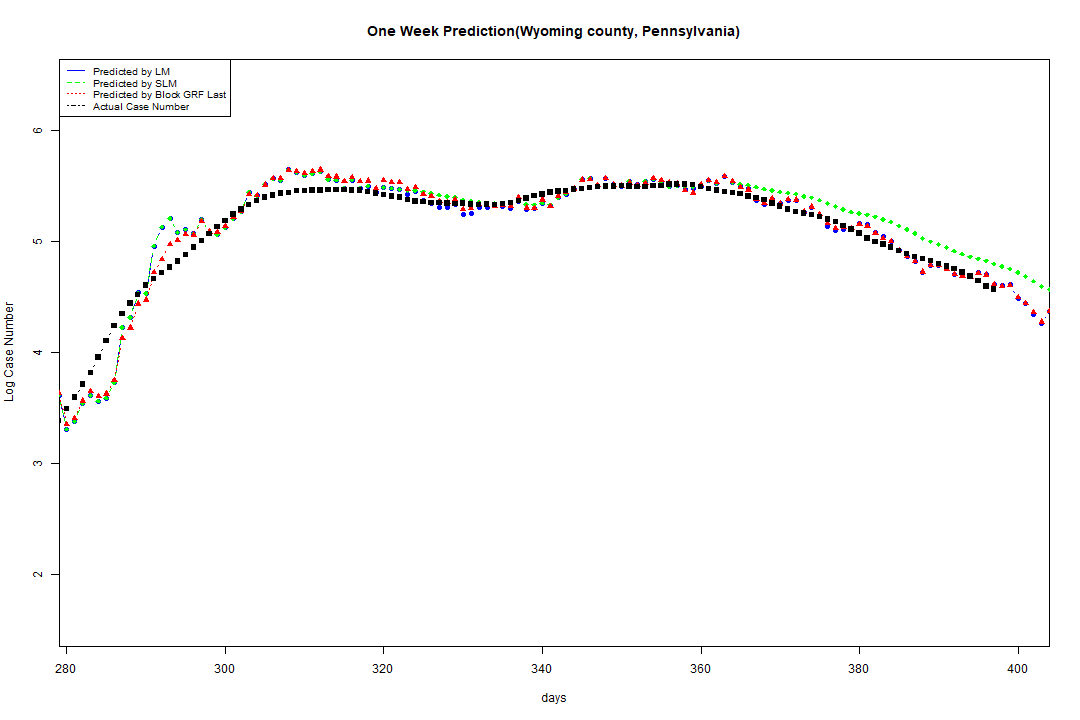 One Week Prediction(Wyoming county, Pennsylvania)
Predicted by LM
Predicted by SLM
Predicted by Block GRF Last
Actual Case Number
6
5
4
3
2
Log Case Number
280 300 320 340 360 380 400
days